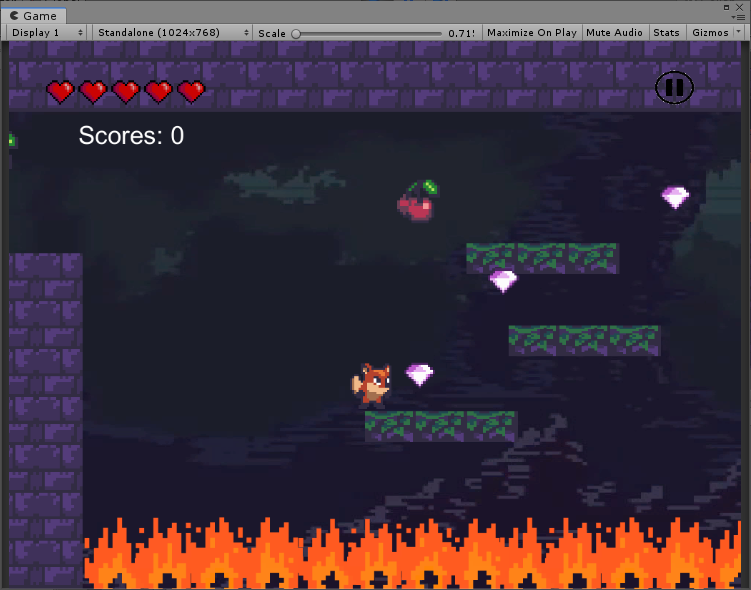 Game
Display 1 Standalone (1024x768) Scale 0.71: Maximize On Play Mute Audio Stats Gizmos
Scores: 0